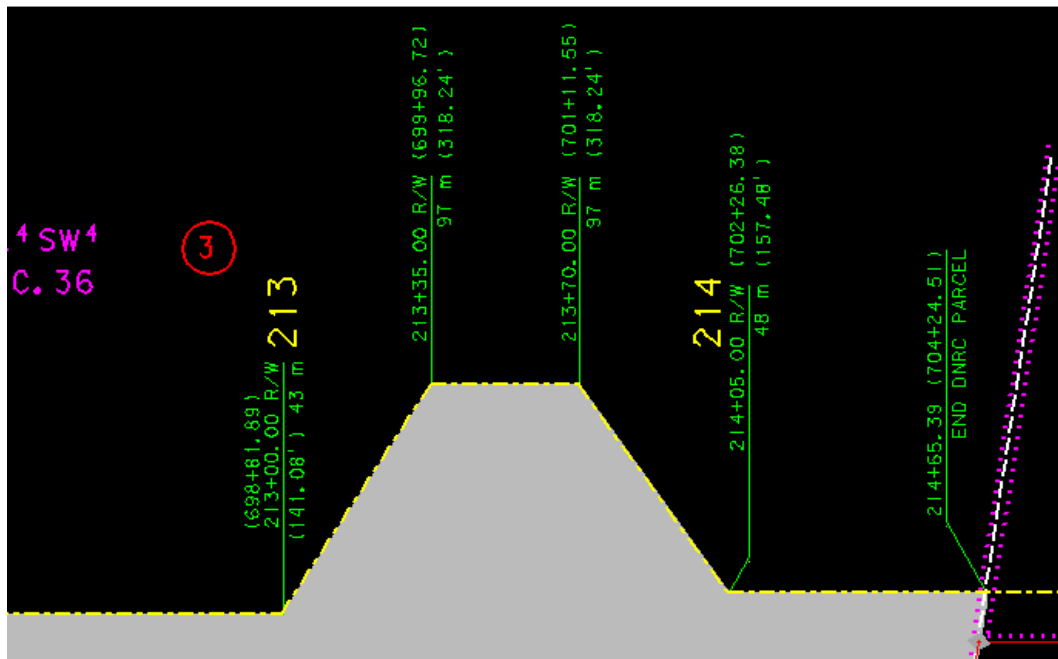 ⁴ SW⁴
C. 36
3
213
(698+81.89)
213+00.00 R/W
(141.08') 43 m
213+35.00 R/W (699+96.72)
97 m (318.24')
213+70.00 R/W (701+11.55)
97 m (318.24')
214
214+05.00 R/W (702+26.38)
48 m (157.48')
214+65.39 (704+24.51)
END DNRC PARCEL